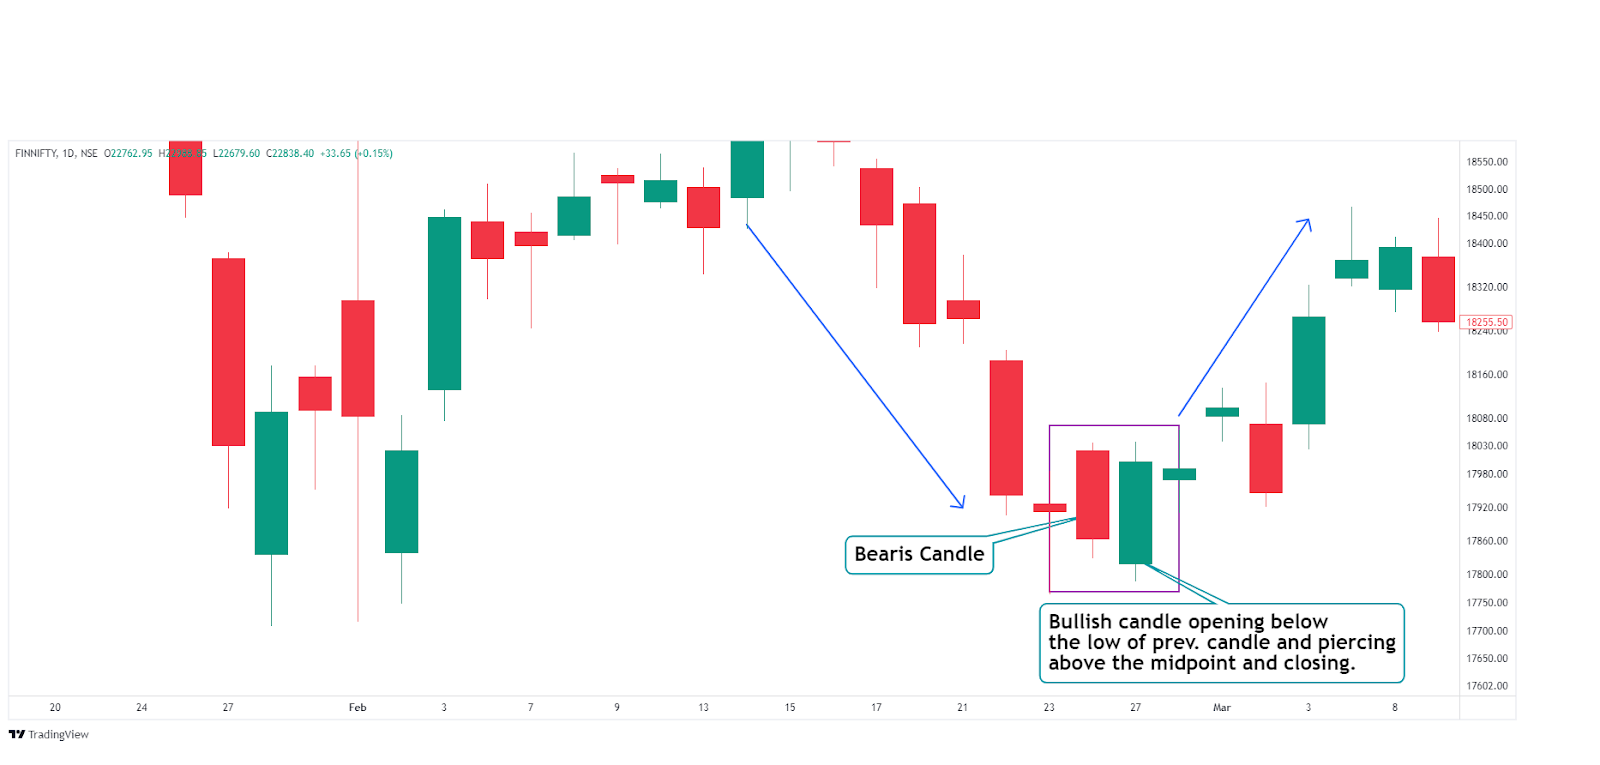 FINNIFTY, 1D, NSE O22762.95 L22679.60 C22838.40 +33.65 (+0.15%)
18550.00
18500.00
18450.00
18400.00
18320.00
18255.50
18240.00
18160.00
18080.00
18030.00
17980.00
17920.00
17860.00
17800.00
17750.00
17700.00
17650.00
17602.00
Bearis Candle
Bullish candle opening below
the low of prev. candle and piercing
above the midpoint and closing.
20 24 27 Feb 3 7 9 13 15 17 21 23 27 Mar 3 8
TradingView